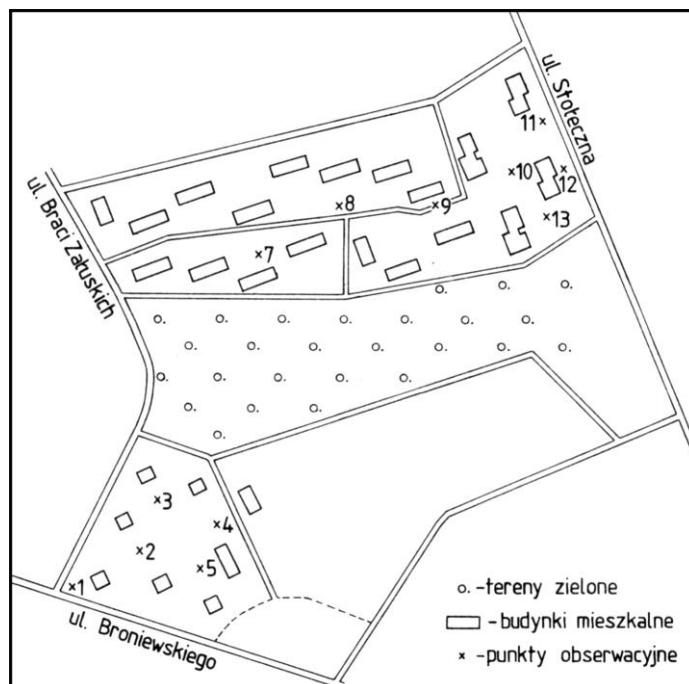 ul. Stołeczna
11
10
12
13
8
9
ul. Braci Załuskich
7
3
4
2
5
1
ul. Broniewskiego
-tereny zielone
-budynki mieszkalne
-punkty obserwacyjne